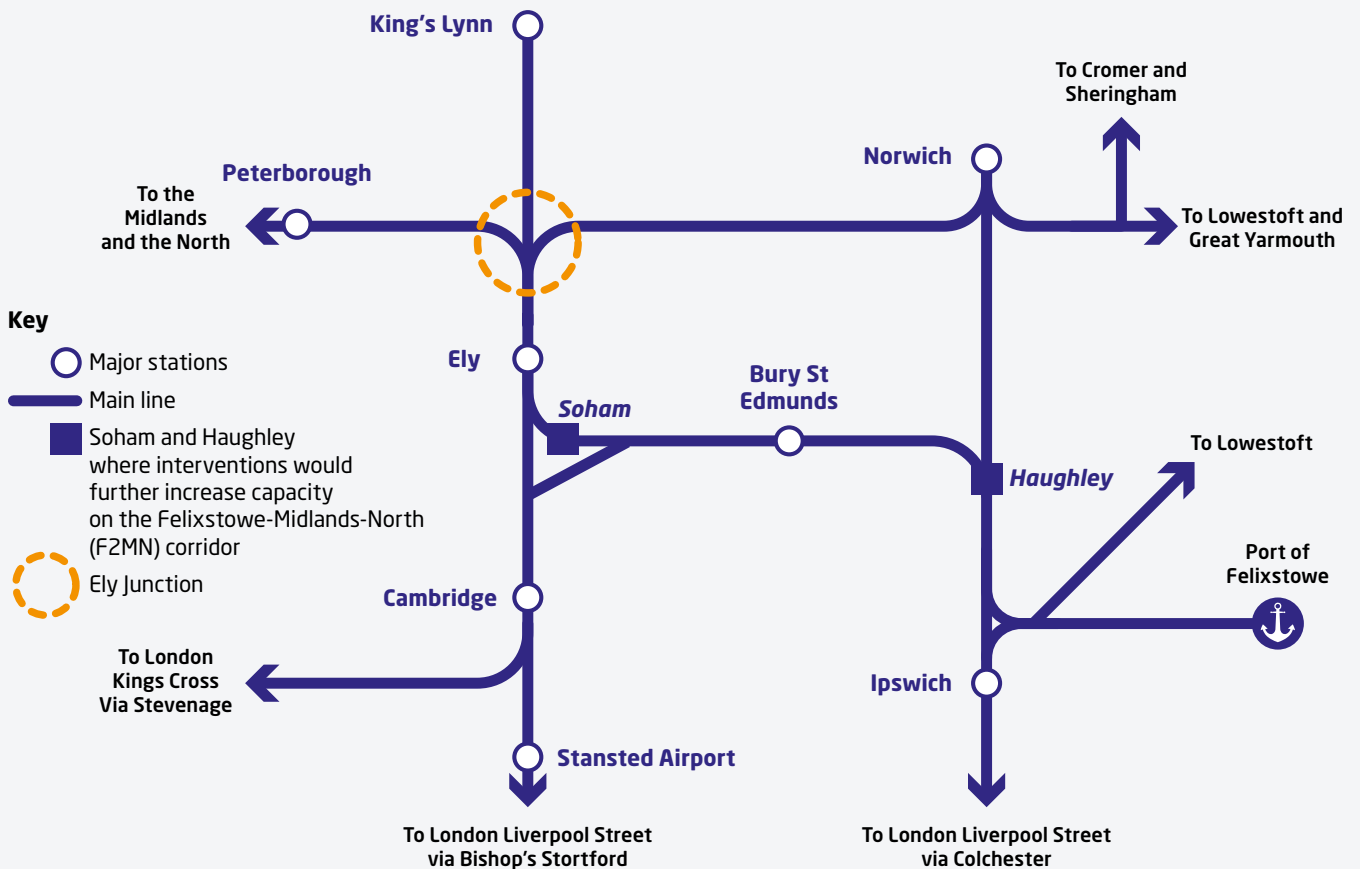 King's Lynn
To Cromer and
Sheringham
Norwich
Peterborough
To the
Midlands
and the North
To Lowestoft and
Great Yarmouth
Key
Major stations
Main line
Soham and Haughley
where interventions would
further increase capacity
on the Felixstowe-Midlands-North
(F2MN) corridor
Ely Junction
Ely
Soham
Bury St
Edmunds
Haughley
To Lowestoft
Port of
Felixstowe
Cambridge
To London
Kings Cross
Via Stevenage
Ipswich
Stansted Airport
To London Liverpool Street
via Bishop's Stortford
To London Liverpool Street
via Colchester